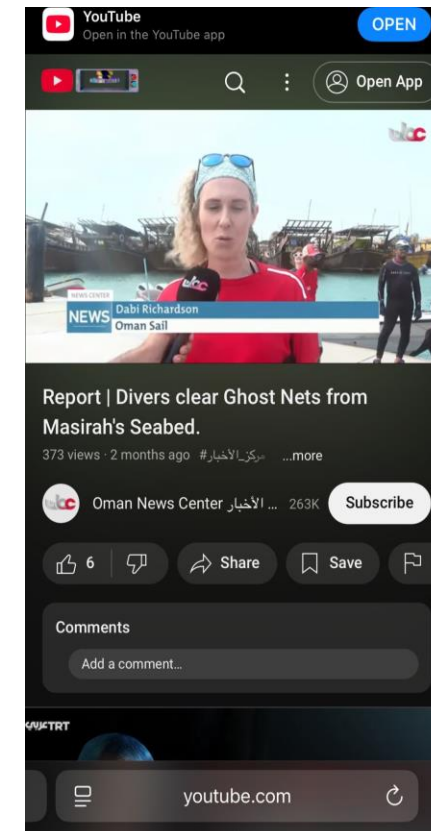 YouTube
Open in the YouTube app
OPEN
Open App
NEWS CENTER
NEWS
Dabi Richardson
Oman Sail
Report | Divers clear Ghost Nets from
Masirah's Seabed.
373 views · 2 months ago #مركز_الأخبار ...more
Oman News Center الأخبار ... 263K
Subscribe
6
Share
Save
Comments
Add a comment...
TRT
youtube.com